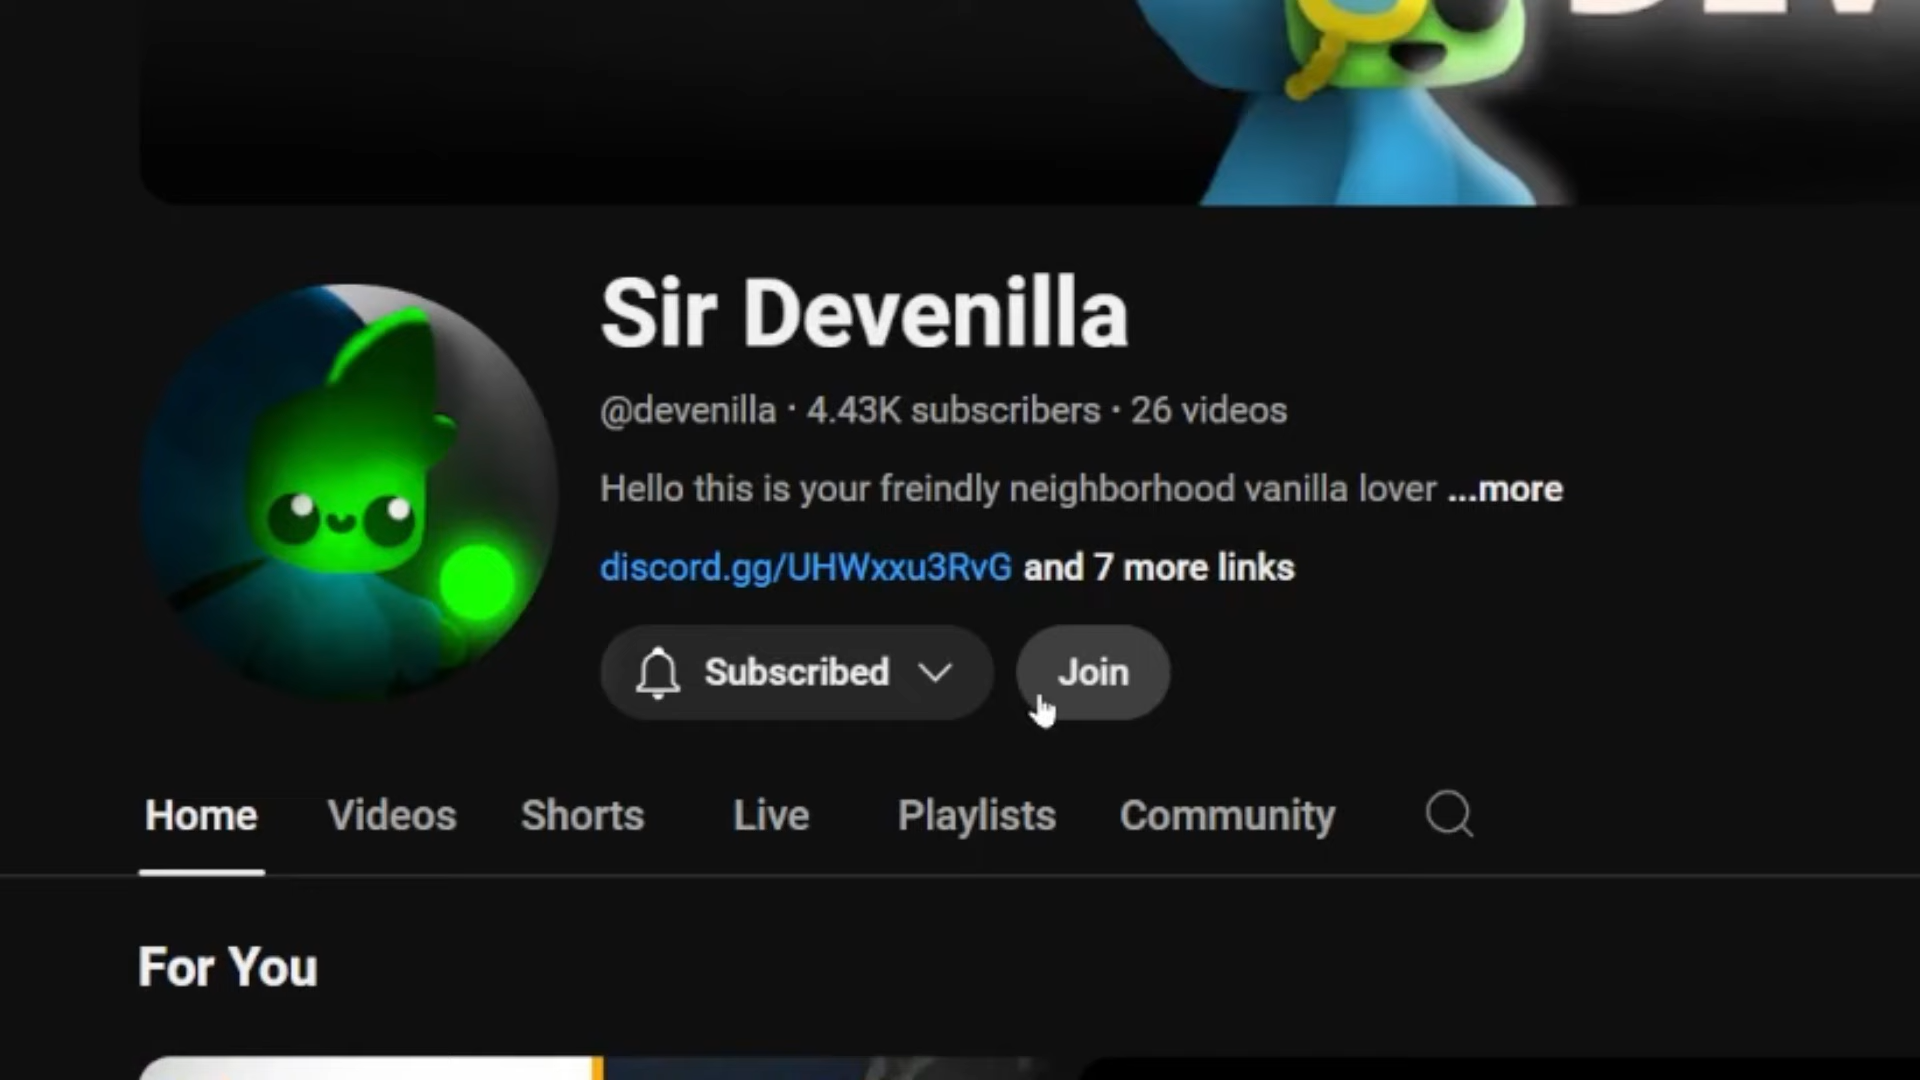 Sir Devenilla
@devenilla · 4.43K subscribers · 26 videos
Hello this is your freindly neighborhood vanilla lover ...more
discord.gg/UHWxxu3RvG and 7 more links
Subscribed Join
Home Videos Shorts Live Playlists Community
For You